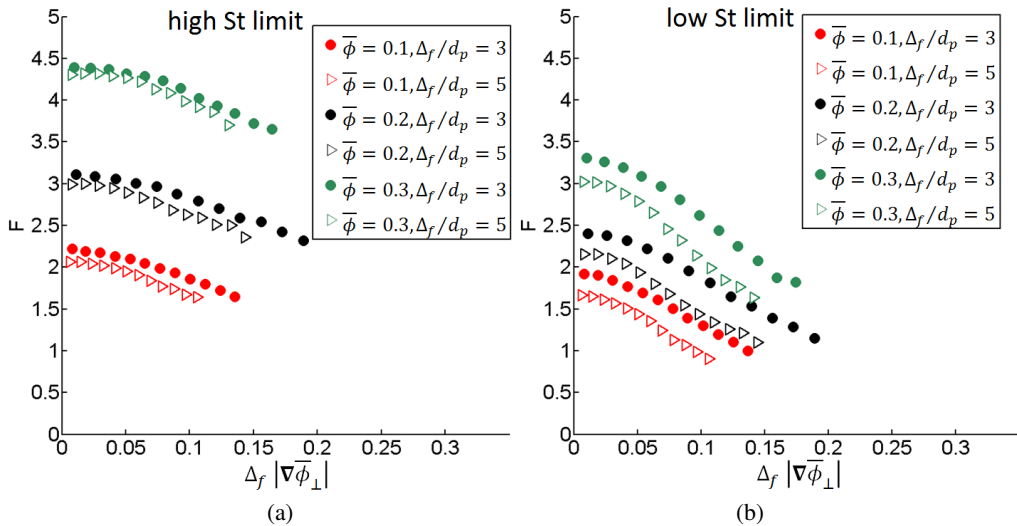 high St limit
5
4.5
4
3.5
3
2.5
2
1.5
1
0.5
0
F
0 0.05 0.1 0.15 0.2 0.3
Δ_f |∇ϕ̅_⊥|
ϕ̅ = 0.1, Δ_f/d_p = 3
ϕ̅ = 0.1, Δ_f/d_p = 5
ϕ̅ = 0.2, Δ_f/d_p = 3
ϕ̅ = 0.2, Δ_f/d_p = 5
ϕ̅ = 0.3, Δ_f/d_p = 3
ϕ̅ = 0.3, Δ_f/d_p = 5
(a)
low St limit
5
4.5
4
3.5
3
2.5
2
1.5
1
0.5
0
F
0 0.05 0.1 0.15 0.2 0.3
Δ_f |∇ϕ̅_⊥|
ϕ̅ = 0.1, Δ_f/d_p = 3
ϕ̅ = 0.1, Δ_f/d_p = 5
ϕ̅ = 0.2, Δ_f/d_p = 3
ϕ̅ = 0.2, Δ_f/d_p = 5
ϕ̅ = 0.3, Δ_f/d_p = 3
ϕ̅ = 0.3, Δ_f/d_p = 5
(b)